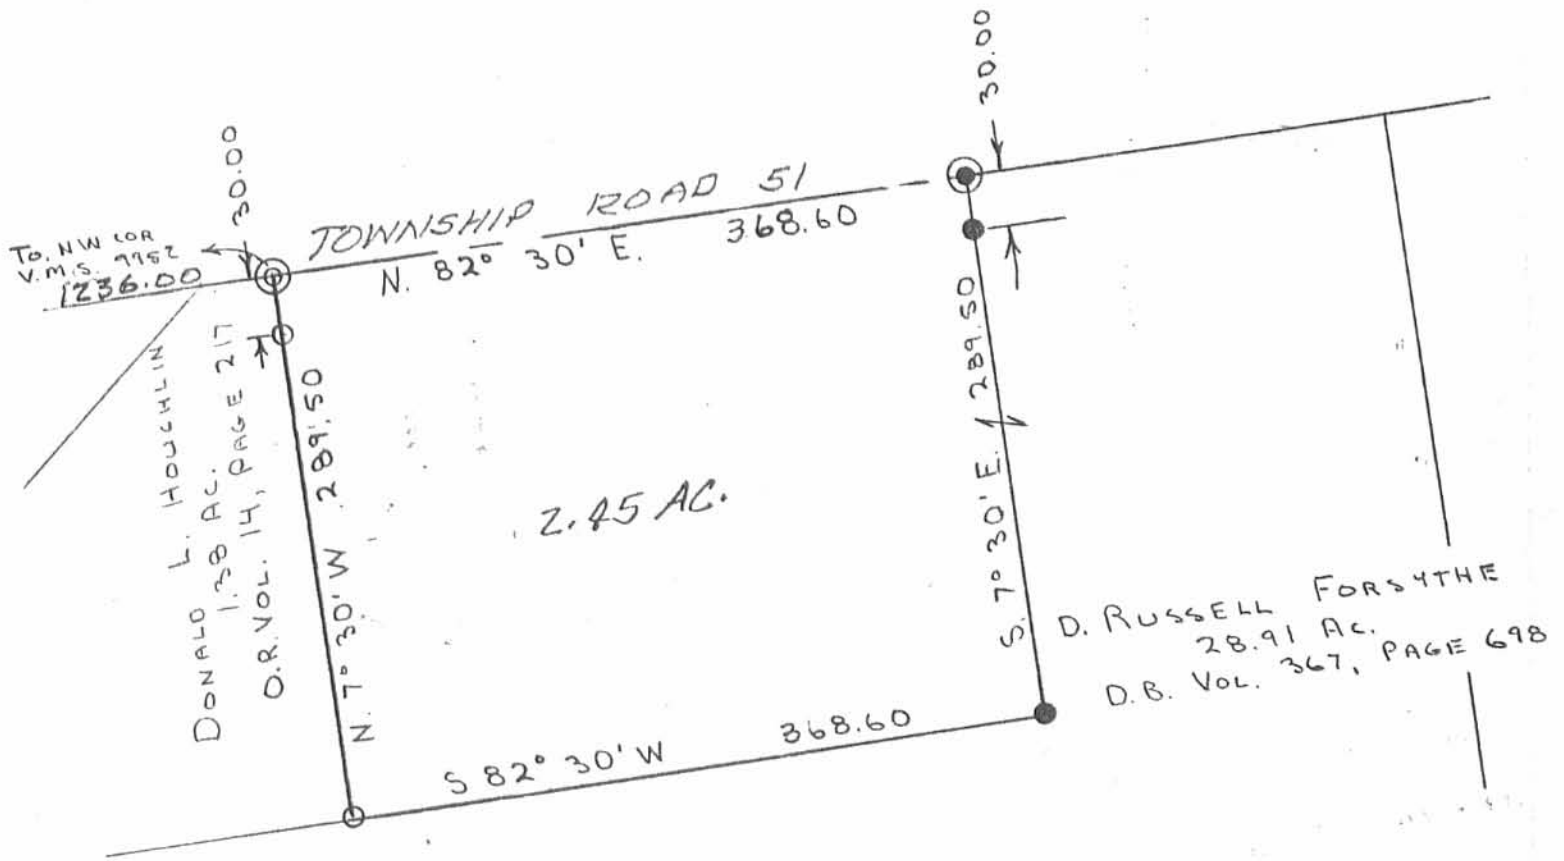 30.00
30.00
To. NW COR
V.M.S. 9952
1236.00
TOWNSHIP ROAD 51
N. 82° 30' E. 368.60
DONALD L. HOUCHLIN
1.38 AC.
O.R. VOL. 14, PAGE 217
N. 7° 30' W 289.50
2.45 AC.
S. 7° 30' E. 289.50
D. RUSSELL FORSYTHE
28.91 AC.
D.B. VOL. 367, PAGE 698
S 82° 30' W 368.60